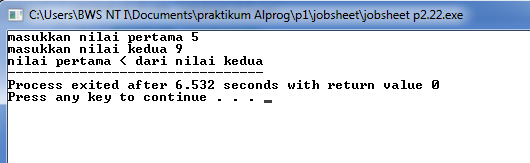 C:\Users\BWS NT I\Documents\praktikum Alprog\p1\jobsheet\jobsheet p2.22.exe
masukkan nilai pertama 5
masukkan nilai kedua 9
nilai pertama < dari nilai kedua
--------------------------------
Process exited after 6.532 seconds with return value 0
Press any key to continue . . . _